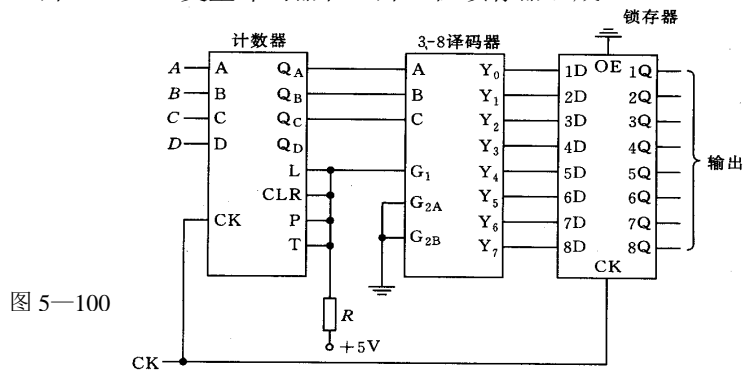 锁存器
计数器
3-8译码器
A A QA A Y0 1D OE 1Q
B B QB B Y1 2D 2Q
C C QC C Y2 3D 3Q
D D QD Y3 4D 4Q
L G1 Y4 5D 5Q
CLR G2A Y5 6D 6Q
CK P G2B Y6 7D 7Q
T Y7 8D 8Q
CK
输出
图 5—100
R
+5V
CK